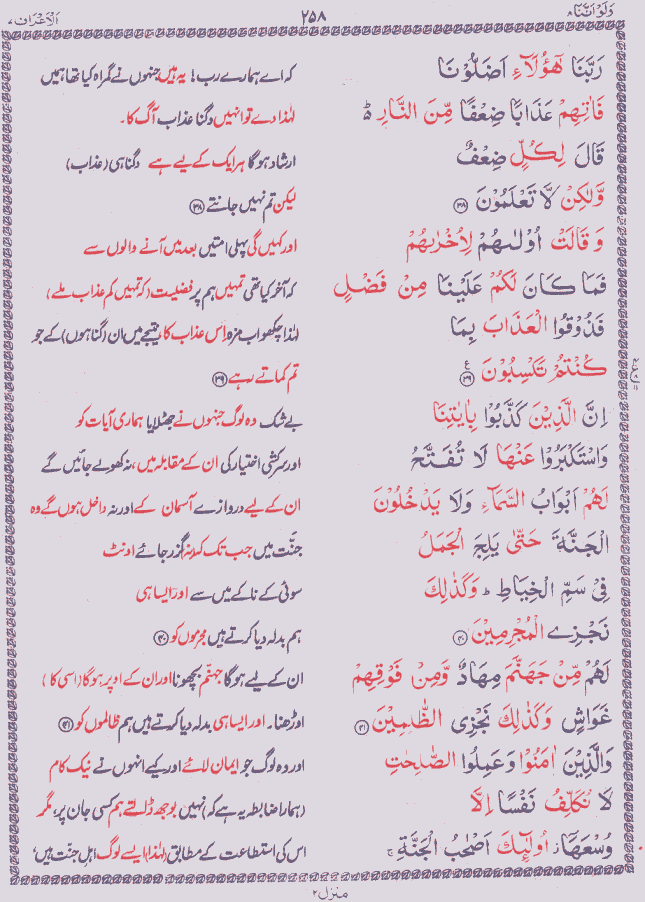 ولواننا ۸ ۲۵۸ الاعراف ۷
رَبَّنَا هٰٓؤُلَآءِ اَضَلُّوْنَا کہ اے ہمارے رب! یہ ہیں جنہوں نے گمراہ کیا تھا ہمیں
فَاٰتِهِمْ عَذَابًا ضِعْفًا مِّنَ النَّارِ ؕ لہٰذا دے تو انہیں دگنا عذاب آگ کا۔
قَالَ لِكُلٍّ ضِعْفٌ ارشاد ہوگا ہر ایک کے لیے ہے دگنا ہی (عذاب)
وَّلٰكِنْ لَّا تَعْلَمُوْنَ ﴿۳۸﴾ لیکن تم نہیں جانتے ﴿۳۸﴾
وَ قَالَتْ اُوْلٰىهُمْ لِاُخْرٰىهُمْ اور کہیں گی پہلی امتیں بعد میں آنے والوں سے
فَمَا كَانَ لَكُمْ عَلَيْنَا مِنْ فَضْلٍ کہ آخر کیا تھی تمہیں ہم پر فضیلت (کہ تمہیں کم عذاب ملے)
فَذُوْقُوا الْعَذَابَ بِمَا لہٰذا چکھو اب مزہ اس عذاب کا نتیجے میں ان (گناہوں) کے جو
كُنْتُمْ تَكْسِبُوْنَ ﴿۳۹﴾ ع تم کماتے رہے ﴿۳۹﴾
اِنَّ الَّذِيْنَ كَذَّبُوْا بِاٰيٰتِنَا بے شک وہ لوگ جنہوں نے جھٹلایا ہماری آیات کو
وَاسْتَكْبَرُوْا عَنْهَا لَا تُفَتَّحُ اور سرکشی اختیار کی ان کے مقابلہ میں، نہ کھولے جائیں گے
لَهُمْ اَبْوَابُ السَّمَآءِ وَلَا يَدْخُلُوْنَ ان کے لیے دروازے آسمان کے اور نہ داخل ہوں گے وہ
الْجَنَّةَ حَتّٰى يَلِجَ الْجَمَلُ جنّت میں جب تک کہ نہ گزر جائے اونٹ
فِيْ سَمِّ الْخِيَاطِ ؕ وَكَذٰلِكَ سوئی کے ناکے میں سے اور ایسا ہی
نَجْزِي الْمُجْرِمِيْنَ ﴿۴۰﴾ ہم بدلہ دیا کرتے ہیں مجرموں کو ﴿۴۰﴾
لَهُمْ مِّنْ جَهَنَّمَ مِهَادٌ وَّمِنْ فَوْقِهِمْ ان کے لیے ہوگا جہنّم بچھونا اور ان کے اوپر ہوگا (اسی کا)
غَوَاشٍ وَكَذٰلِكَ نَجْزِي الظّٰلِمِيْنَ ﴿۴۱﴾ اوڑھنا۔ اور ایسا ہی بدلہ دیا کرتے ہیں ہم ظالموں کو ﴿۴۱﴾
وَالَّذِيْنَ اٰمَنُوْا وَعَمِلُوا الصّٰلِحٰتِ اور وہ لوگ جو ایمان لائے اور کیے انہوں نے نیک کام
لَا نُكَلِّفُ نَفْسًا اِلَّا (ہمارا ضابطہ یہ ہے کہ) نہیں بوجھ ڈالتے ہم کسی جان پر، مگر
وُسْعَهَا اُولٰٓئِكَ اَصْحٰبُ الْجَنَّةِ ۚ اس کی استطاعت کے مطابق (لہٰذا) ایسے لوگ اہلِ جنّت ہیں،
منزل ۲